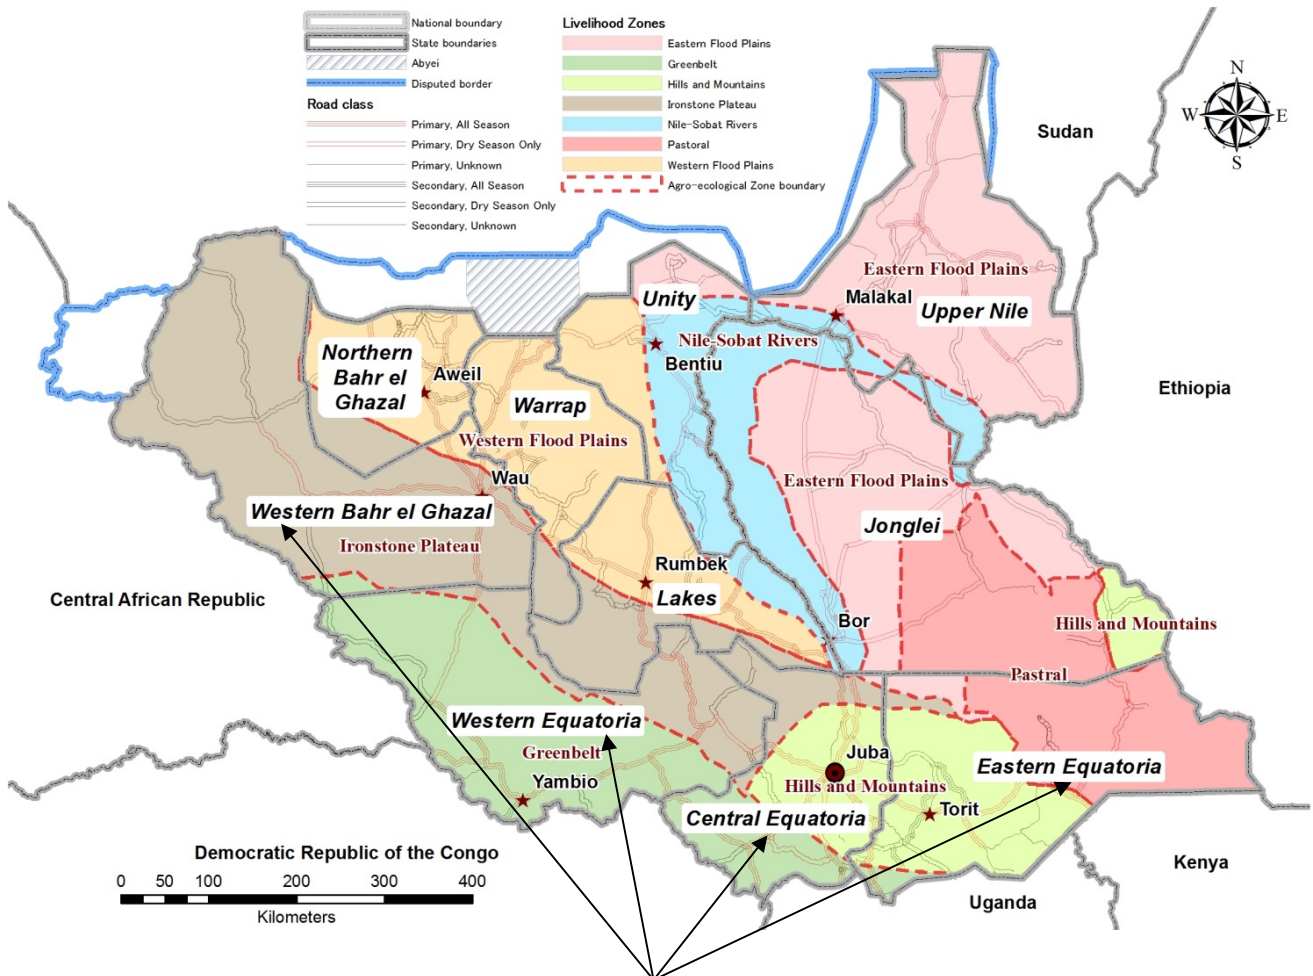 National boundary
State boundaries
Abyei
Disputed border
Road class
Primary, All Season
Primary, Dry Season Only
Primary, Unknown
Secondary, All Season
Secondary, Dry Season Only
Secondary, Unknown
Livelihood Zones
Eastern Flood Plains
Greenbelt
Hills and Mountains
Ironstone Plateau
Nile-Sobat Rivers
Pastoral
Western Flood Plains
Agro-ecological Zone boundary
N
W
E
S
Sudan
Eastern Flood Plains
Malakal
Upper Nile
Unity
Nile-Sobat Rivers
Bentiu
Northern
Bahr el
Ghazal
Aweil
Warrap
Western Flood Plains
Ethiopia
Wau
Eastern Flood Plains
Western Bahr el Ghazal
Jonglei
Ironstone Plateau
Rumbek
Lakes
Central African Republic
Bor
Hills and Mountains
Pastral
Western Equatoria
Greenbelt
Juba
Eastern Equatoria
Hills and Mountains
Yambio
Torit
Central Equatoria
Democratic Republic of the Congo
Kenya
0 50 100 200 300 400
Kilometers
Uganda